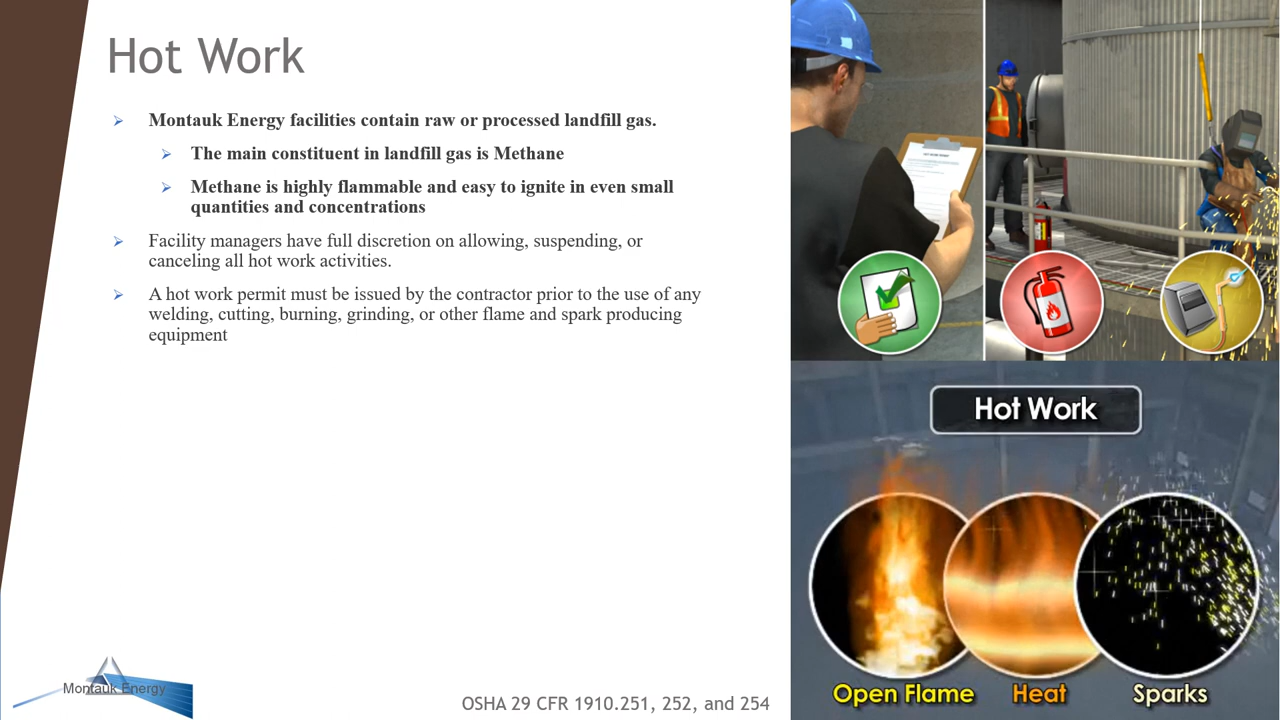 Hot Work
Montauk Energy facilities contain raw or processed landfill gas.
The main constituent in landfill gas is Methane
Methane is highly flammable and easy to ignite in even small
quantities and concentrations
Facility managers have full discretion on allowing, suspending, or
canceling all hot work activities.
A hot work permit must be issued by the contractor prior to the use of any
welding, cutting, burning, grinding, or other flame and spark producing
equipment
Hot Work
Open Flame Heat Sparks
Montauk Energy
OSHA 29 CFR 1910.251, 252, and 254